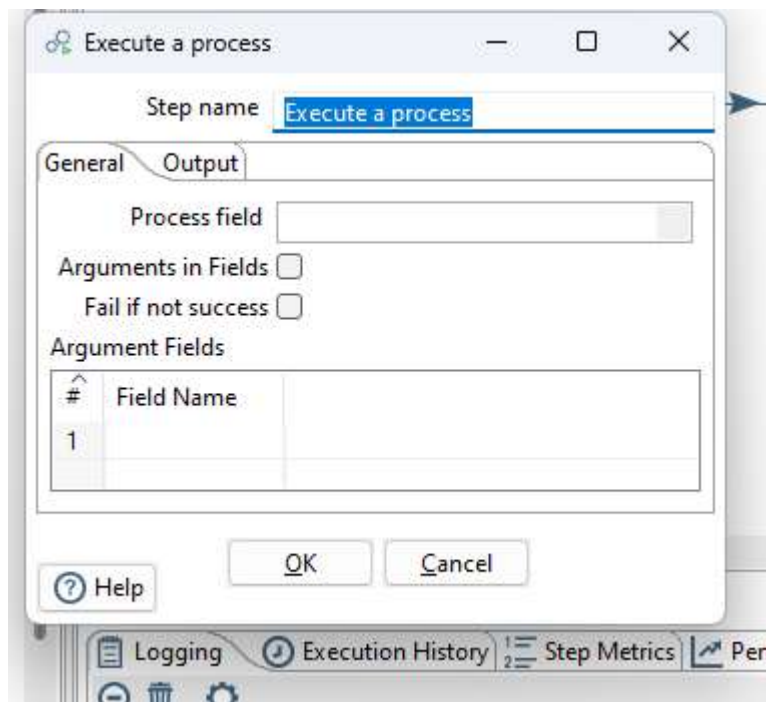 Execute a process
Step name Execute a process
General Output
Process field
Arguments in Fields
Fail if not success
Argument Fields
# Field Name
1
OK Cancel
Help
Logging Execution History Step Metrics Per